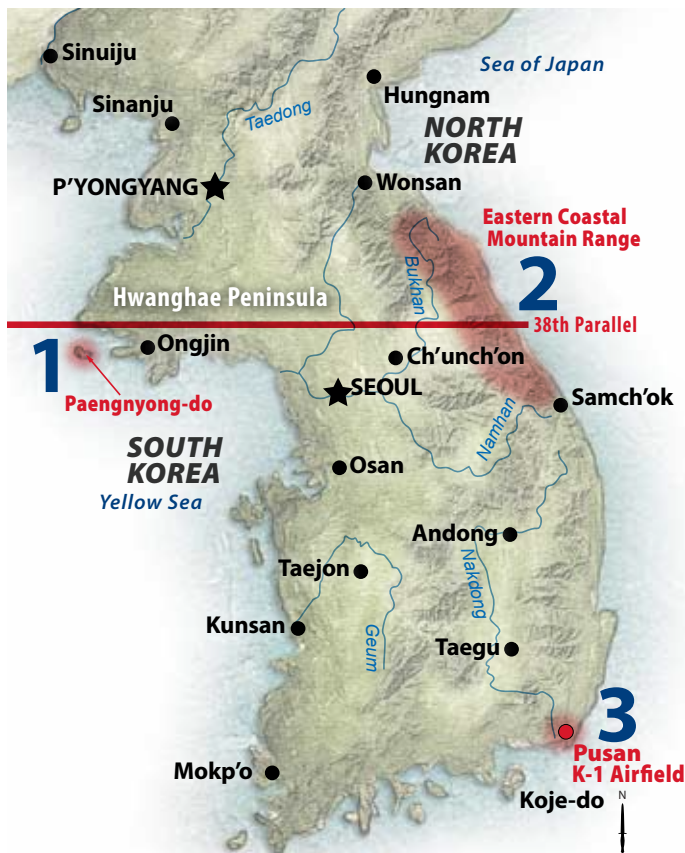 Sinuiju
Sea of Japan
Sinanju
Hungnam
Taedong
NORTH
KOREA
P'YONGYANG
Wonsan
Eastern Coastal
Mountain Range
Bukhan
2
Hwanghae Peninsula
38th Parallel
1
Ongjin
Ch'unch'on
Paengnyong-do
SEOUL
Samch'ok
Namhan
SOUTH
KOREA
Osan
Yellow Sea
Andong
Nakdong
Taejon
Kunsan
Geum
Taegu
3
Pusan
K-1 Airfield
Mokp'o
Koje-do
N